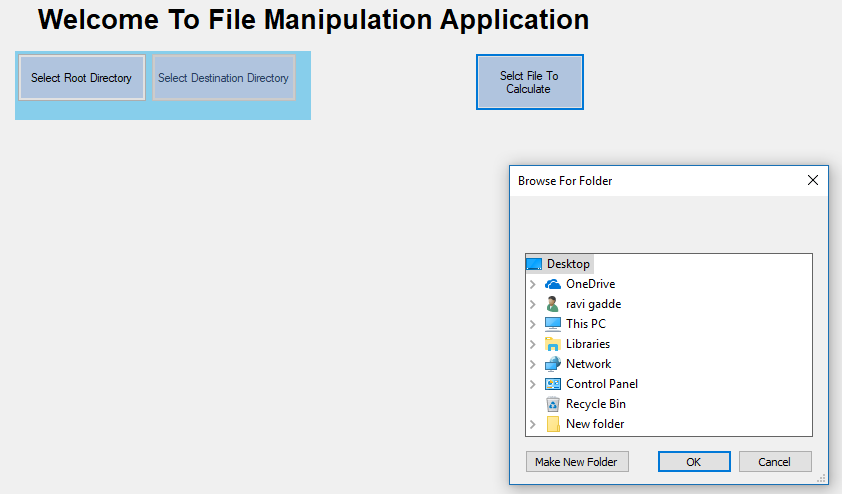 Welcome To File Manipulation Application
Select Root Directory
Select Destination Directory
Selct File To
Calculate
Browse For Folder
Desktop
OneDrive
ravi gadde
This PC
Libraries
Network
Control Panel
Recycle Bin
New folder
Make New Folder
OK
Cancel